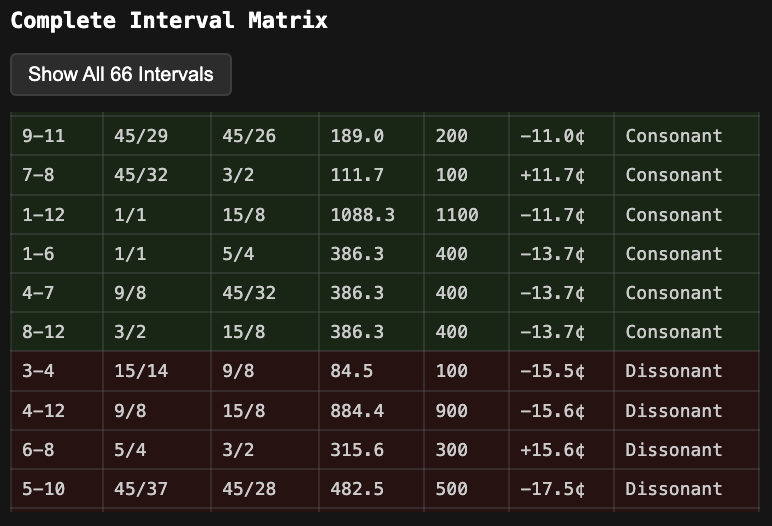 Complete Interval Matrix
Show All 66 Intervals
9–11 45/29 45/26 189.0 200 −11.0¢ Consonant
7–8 45/32 3/2 111.7 100 +11.7¢ Consonant
1–12 1/1 15/8 1088.3 1100 −11.7¢ Consonant
1–6 1/1 5/4 386.3 400 −13.7¢ Consonant
4–7 9/8 45/32 386.3 400 −13.7¢ Consonant
8–12 3/2 15/8 386.3 400 −13.7¢ Consonant
3–4 15/14 9/8 84.5 100 −15.5¢ Dissonant
4–12 9/8 15/8 884.4 900 −15.6¢ Dissonant
6–8 5/4 3/2 315.6 300 +15.6¢ Dissonant
5–10 45/37 45/28 482.5 500 −17.5¢ Dissonant